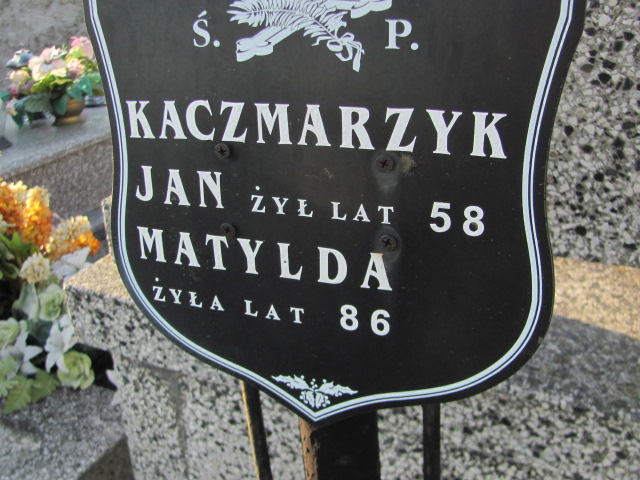 Ś. P.
KACZMARZYK
JAN ŻYŁ LAT 58
MATYLDA
ŻYŁA LAT 86